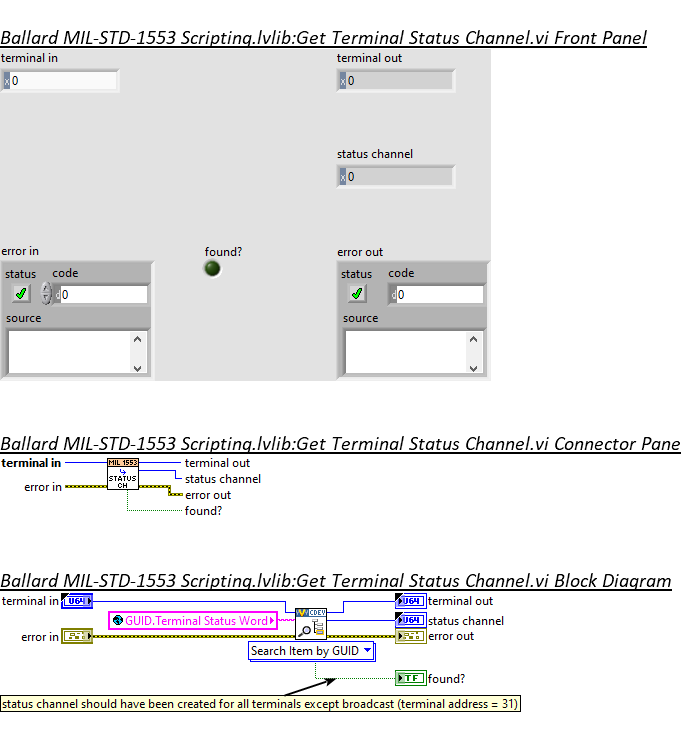 Ballard MIL-STD-1553 Scripting.lvlib:Get Terminal Status Channel.vi Front Panel
terminal in
terminal out
x 0
x 0
status channel
x 0
error in
found?
error out
status
code
status
code
d 0
d 0
source
source
Ballard MIL-STD-1553 Scripting.lvlib:Get Terminal Status Channel.vi Connector Pane
terminal in
MIL 1553
terminal out
STATUS
status channel
CH
error in
error out
found?
Ballard MIL-STD-1553 Scripting.lvlib:Get Terminal Status Channel.vi Block Diagram
terminal in
U64
U64
terminal out
CDEV
GUID.Terminal Status Word
U64
status channel
error in
error out
Search Item by GUID
TF
found?
status channel should have been created for all terminals except broadcast (terminal address = 31)